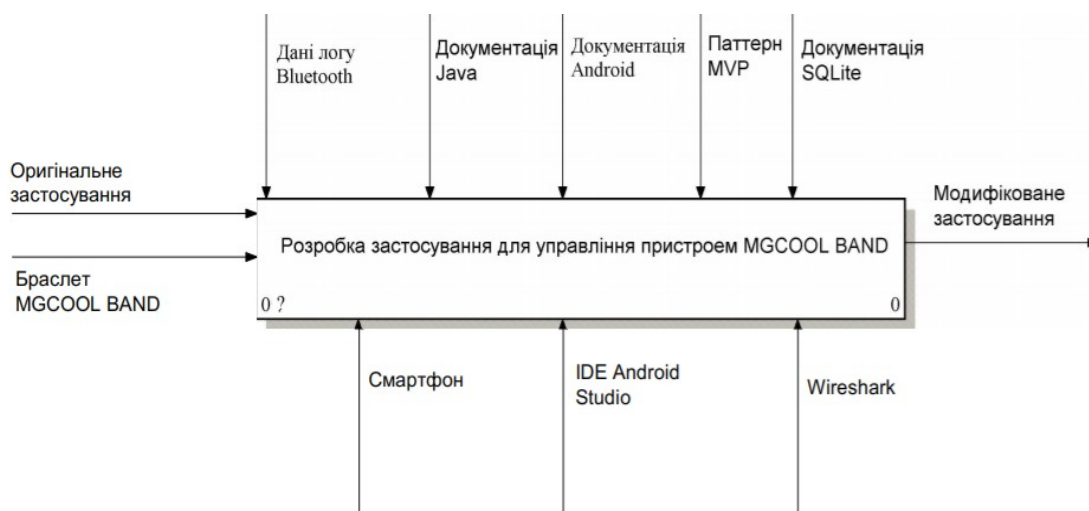 Дані логу
Bluetooth
Документація
Java
Документація
Android
Паттерн
MVP
Документація
SQLite
Оригінальне
застосування
Браслет
MGCOOL BAND
Розробка застосування для управління пристроем MGCOOL BAND
0 ?
0
Модифіковане
застосування
Смартфон
IDE Android
Studio
Wireshark